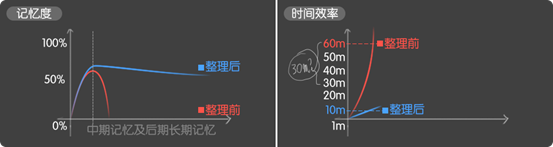 记忆度
100%
50%
0%
整理后
整理前
中期记忆及后期长期记忆
时间效率
60m
50m
40m
30m
20m
10m
1m
30m?
整理前
整理后